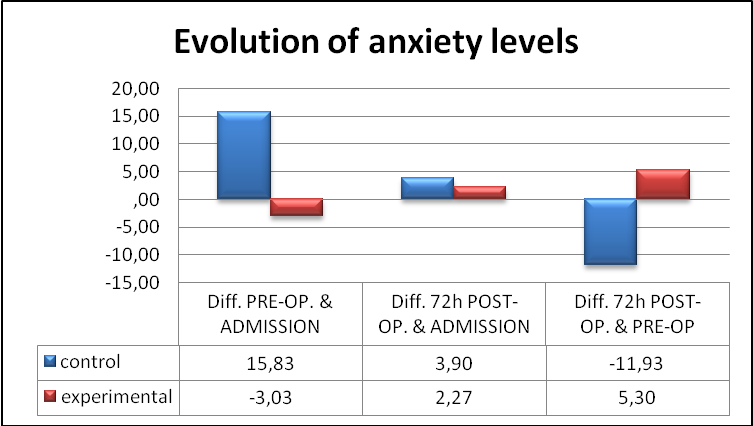 Evolution of anxiety levels
20,00
15,00
10,00
5,00
,00
-5,00
-10,00
-15,00
Diff. PRE-OP. &
ADMISSION
Diff. 72h POST-
OP. & ADMISSION
Diff. 72h POST-
OP. & PRE-OP
control 15,83 3,90 -11,93
experimental -3,03 2,27 5,30